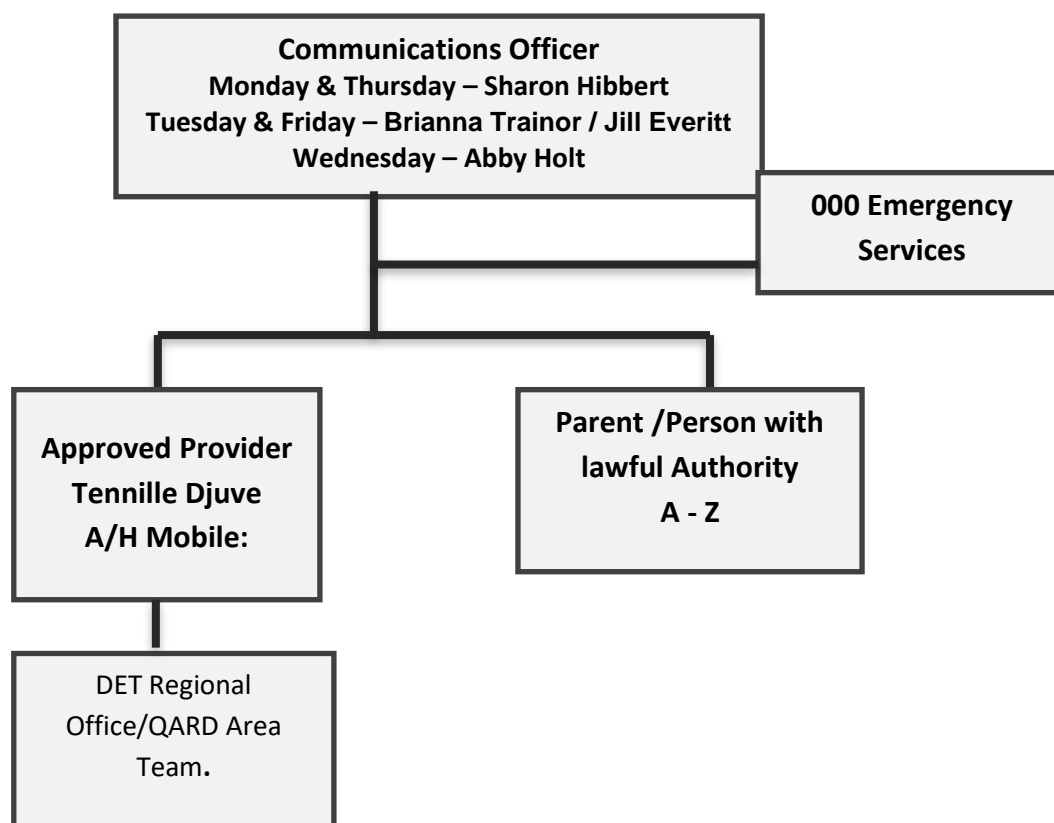 Communications Officer
Monday & Thursday – Sharon Hibbert
Tuesday & Friday – Brianna Trainor / Jill Everitt
Wednesday – Abby Holt
000 Emergency
Services
Approved Provider
Tennille Djuve
A/H Mobile:
Parent /Person with
lawful Authority
A - Z
DET Regional
Office/QARD Area
Team.